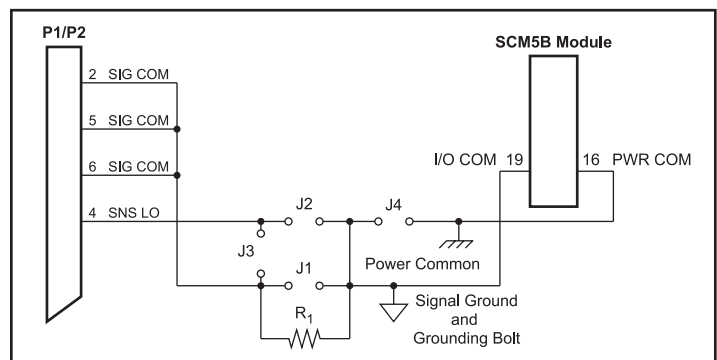 P1/P2
SCM5B Module
2 SIG COM
5 SIG COM
6 SIG COM
I/O COM 19
16 PWR COM
4 SNS LO
J2
J4
J3
Power Common
J1
R1
Signal Ground
and
Grounding Bolt